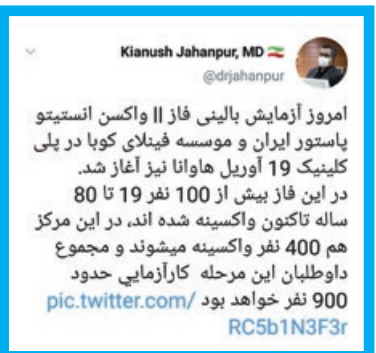 Kianush Jahanpur, MD
@drjahanpur
امروز آزمایش بالینی فاز || واکسن انستیتو
پاستور ایران و موسسه فینلای کوبا در پلی
کلینیک 19 آوریل هاوانا نیز آغاز شد.
در این فاز بیش از 100 نفر 19 تا 80
ساله تاکنون واکسینه شده اند، در این مرکز
هم 400 نفر واکسینه میشوند و مجموع
داوطلبان این مرحله کارآزمایي حدود
900 نفر خواهد بود pic.twitter.com/
RC5b1N3F3r